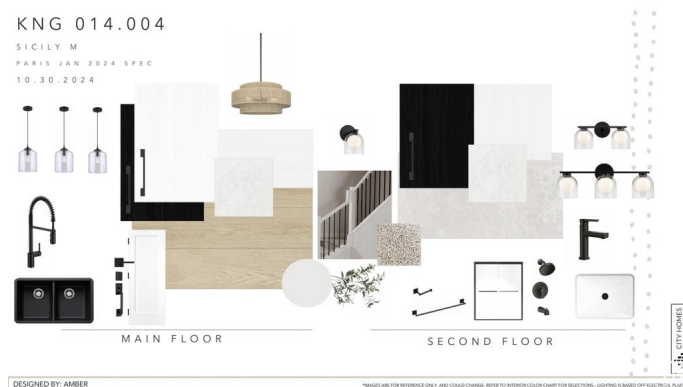 KNG 014.004
SICILY M
PARIS JAN 2024 SPEC
10.30.2024
MAIN FLOOR
SECOND FLOOR
CITY HOMES
DESIGNED BY: AMBER
*IMAGES ARE FOR REFERENCE ONLY, AND COULD CHANGE. REFER TO INTERIOR COLOR CHART FOR SELECTIONS - LIGHTING IS BASED OFF ELECTRICAL PLAN